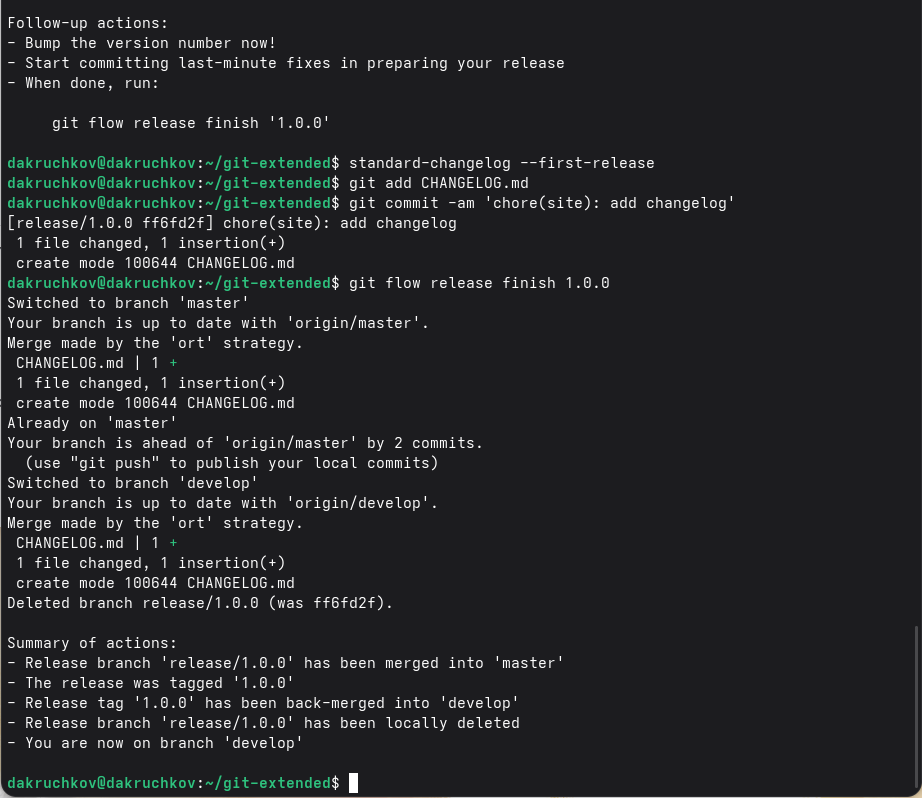 Follow-up actions:
- Bump the version number now!
- Start committing last-minute fixes in preparing your release
- When done, run:
git flow release finish '1.0.0'
dakruchkov@dakruchkov:~/git-extended$ standard-changelog --first-release
dakruchkov@dakruchkov:~/git-extended$ git add CHANGELOG.md
dakruchkov@dakruchkov:~/git-extended$ git commit -am 'chore(site): add changelog'
[release/1.0.0 ff6fd2f] chore(site): add changelog
1 file changed, 1 insertion(+)
create mode 100644 CHANGELOG.md
dakruchkov@dakruchkov:~/git-extended$ git flow release finish 1.0.0
Switched to branch 'master'
Your branch is up to date with 'origin/master'.
Merge made by the 'ort' strategy.
CHANGELOG.md | 1 +
1 file changed, 1 insertion(+)
create mode 100644 CHANGELOG.md
Already on 'master'
Your branch is ahead of 'origin/master' by 2 commits.
(use "git push" to publish your local commits)
Switched to branch 'develop'
Your branch is up to date with 'origin/develop'.
Merge made by the 'ort' strategy.
CHANGELOG.md | 1 +
1 file changed, 1 insertion(+)
create mode 100644 CHANGELOG.md
Deleted branch release/1.0.0 (was ff6fd2f).
Summary of actions:
- Release branch 'release/1.0.0' has been merged into 'master'
- The release was tagged '1.0.0'
- Release tag '1.0.0' has been back-merged into 'develop'
- Release branch 'release/1.0.0' has been locally deleted
- You are now on branch 'develop'
dakruchkov@dakruchkov:~/git-extended$